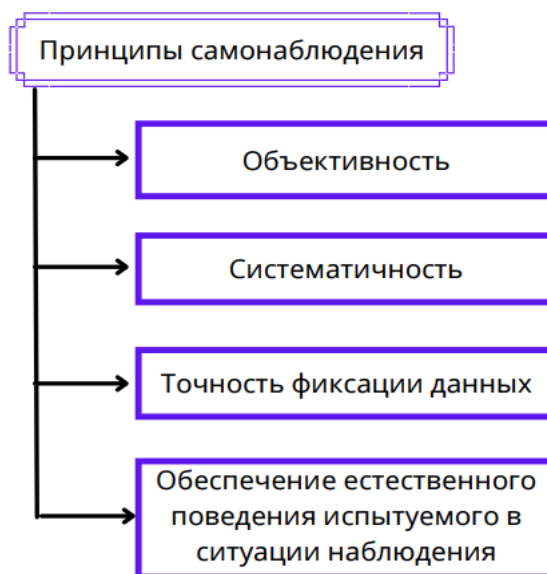 Принципы самонаблюдения
Объективность
Систематичность
Точность фиксации данных
Обеспечение естественного
поведения испытуемого в
ситуации наблюдения